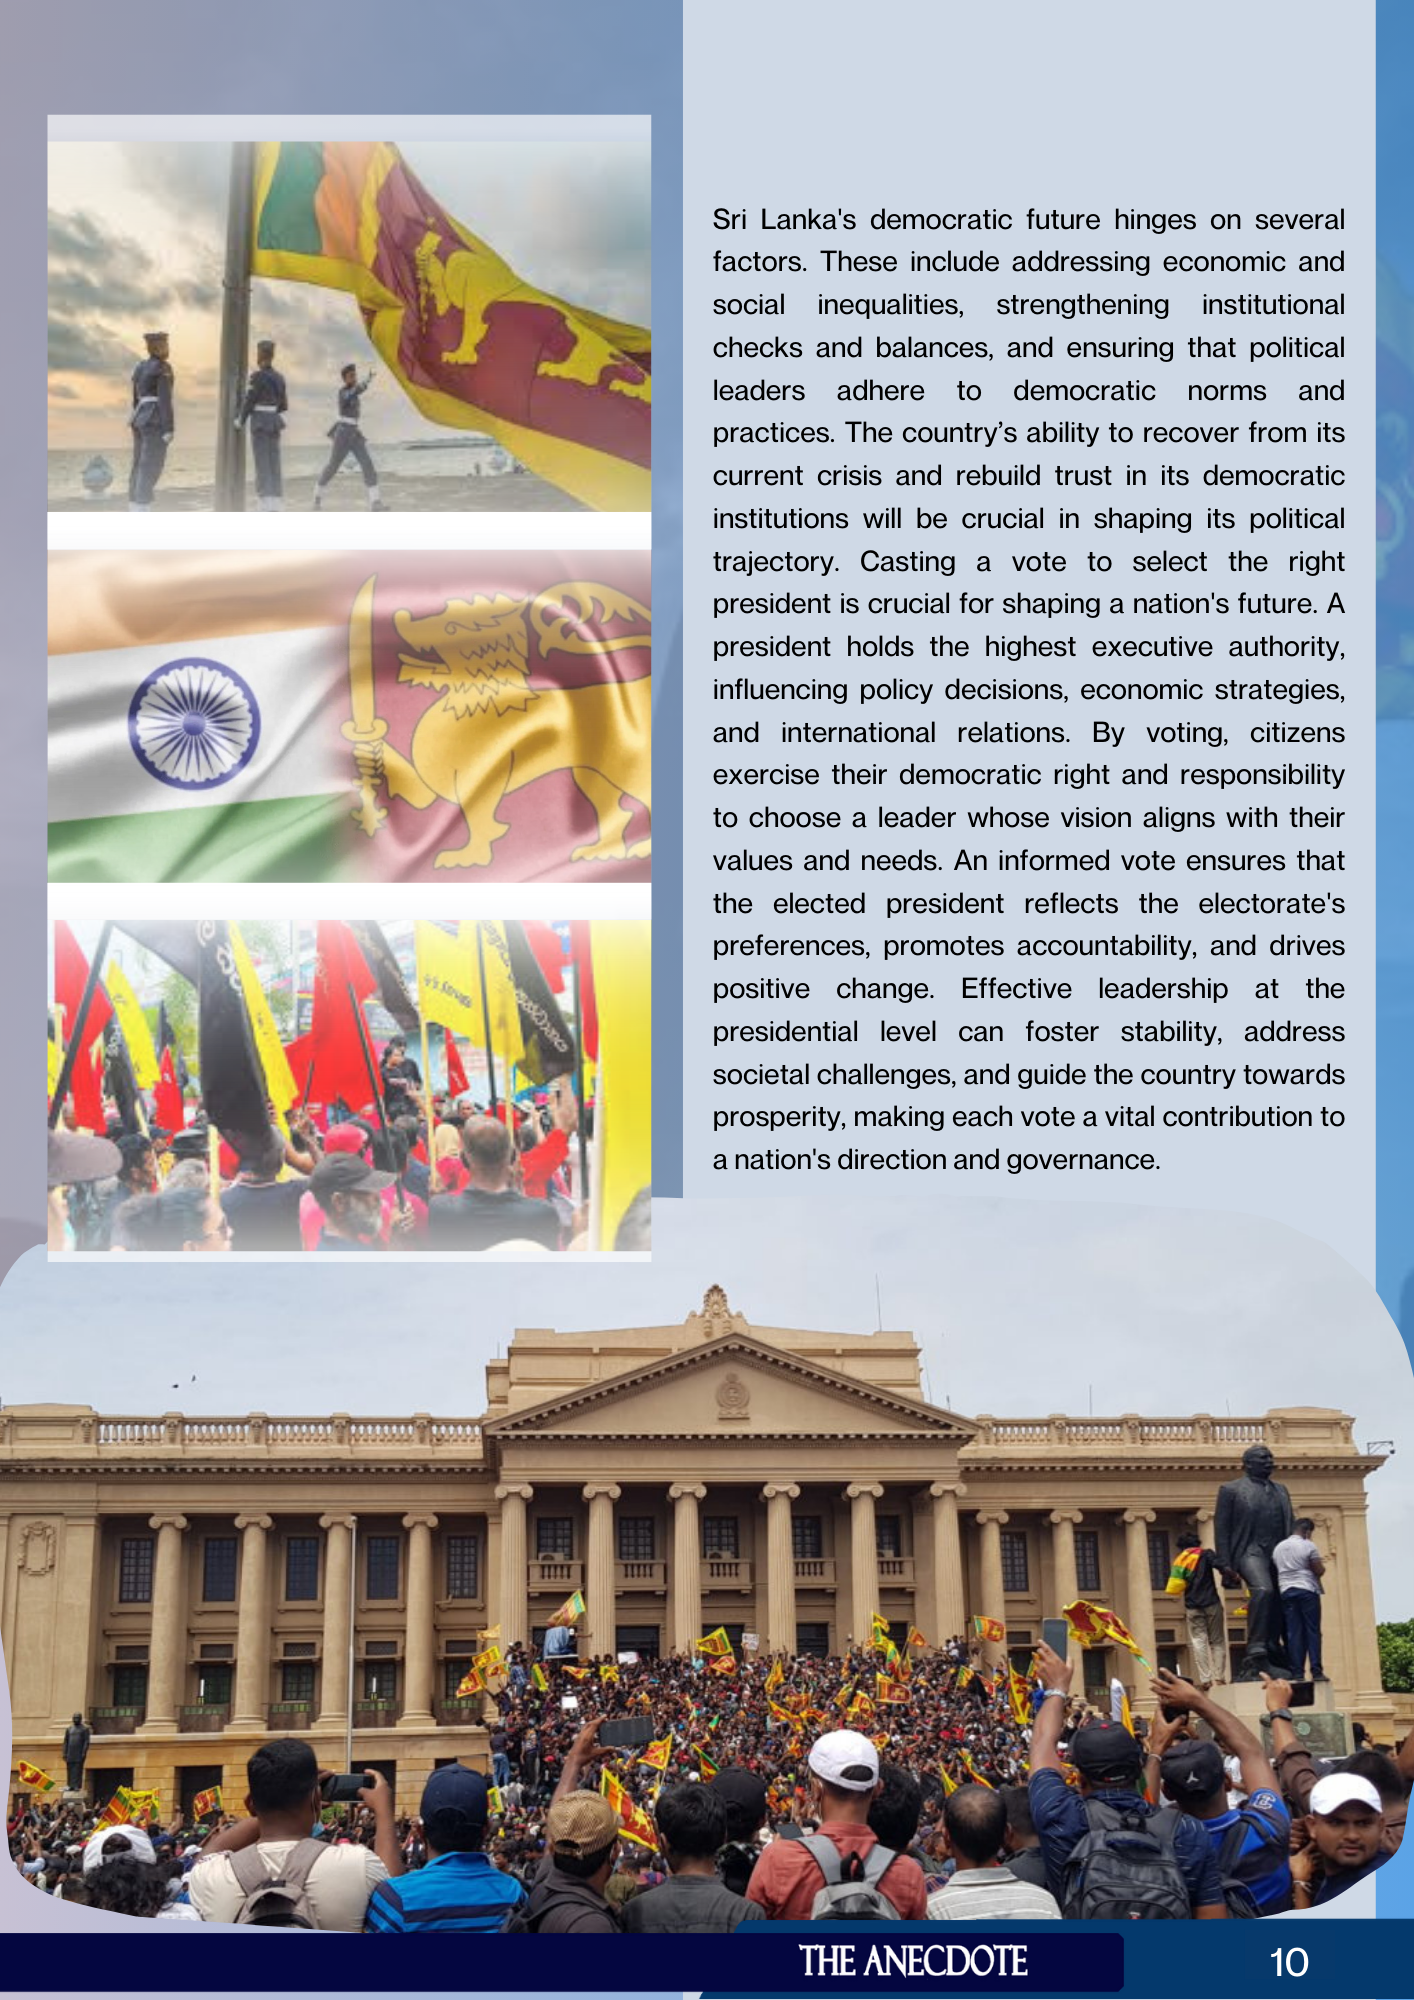 Sri Lanka's democratic future hinges on several
factors. These include addressing economic and
social inequalities, strengthening institutional
checks and balances, and ensuring that political
leaders adhere to democratic norms and
practices. The country’s ability to recover from its
current crisis and rebuild trust in its democratic
institutions will be crucial in shaping its political
trajectory. Casting a vote to select the right
president is crucial for shaping a nation's future. A
president holds the highest executive authority,
influencing policy decisions, economic strategies,
and international relations. By voting, citizens
exercise their democratic right and responsibility
to choose a leader whose vision aligns with their
values and needs. An informed vote ensures that
the elected president reflects the electorate's
preferences, promotes accountability, and drives
positive change. Effective leadership at the
presidential level can foster stability, address
societal challenges, and guide the country towards
prosperity, making each vote a vital contribution to
a nation's direction and governance.
THE ANECDOTE
10